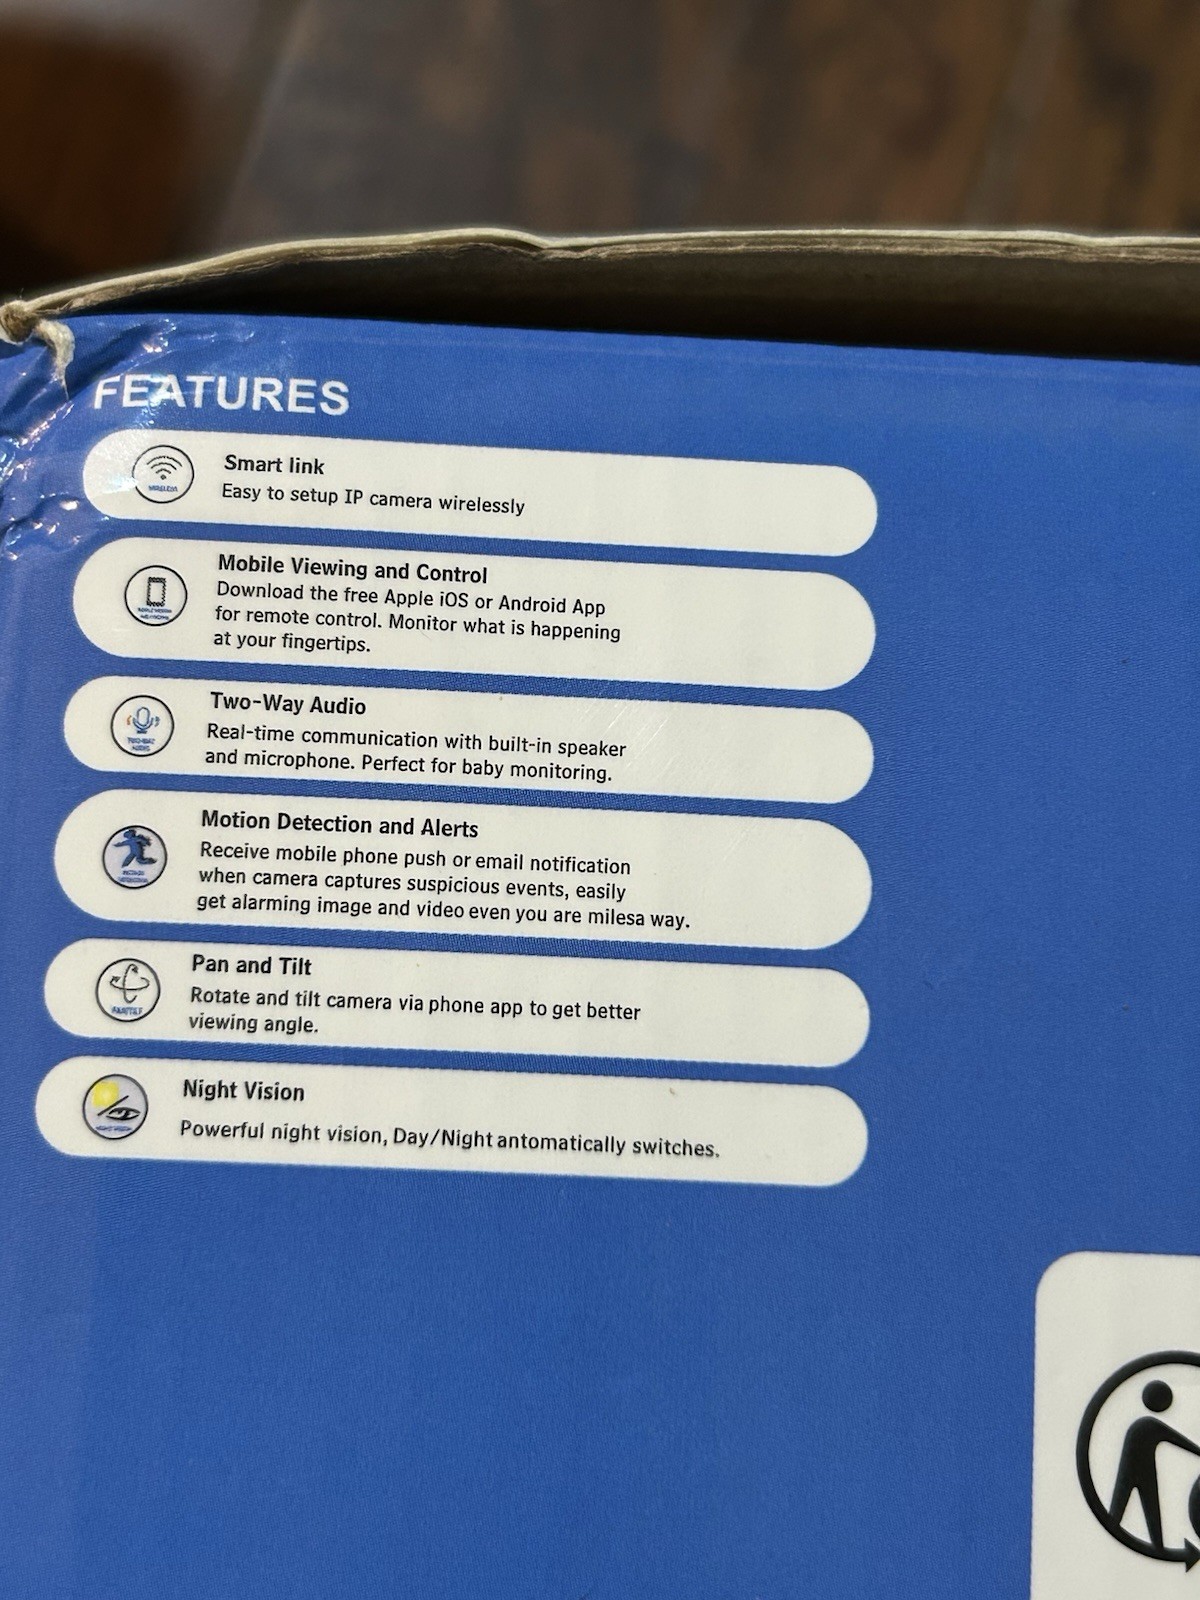 FEATURES
Smart link
Easy to setup IP camera wirelessly
Mobile Viewing and Control
Download the free Apple iOS or Android App
for remote control. Monitor what is happening
at your fingertips.
Two-Way Audio
Real-time communication with built-in speaker
and microphone. Perfect for baby monitoring.
TWO-WAY
AUDIO
Motion Detection and Alerts
Receive mobile phone push or email notification
when camera captures suspicious events, easily
get alarming image and video even you are milesa way.
Pan and Tilt
Rotate and tilt camera via phone app to get better
viewing angle.
PAN/TILT
Night Vision
Powerful night vision, Day/Night antomatically switches.